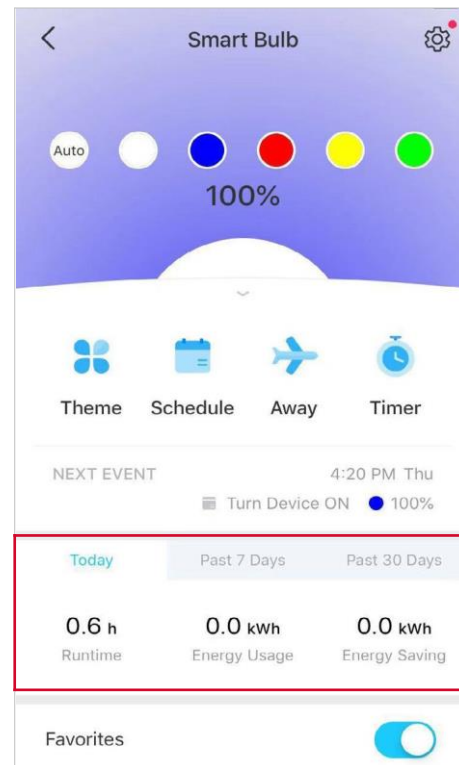 Smart Bulb
Auto
100%
Theme Schedule Away Timer
NEXT EVENT 4:20 PM Thu
Turn Device ON 100%
Today Past 7 Days Past 30 Days
0.6 h 0.0 kWh 0.0 kWh
Runtime Energy Usage Energy Saving
Favorites